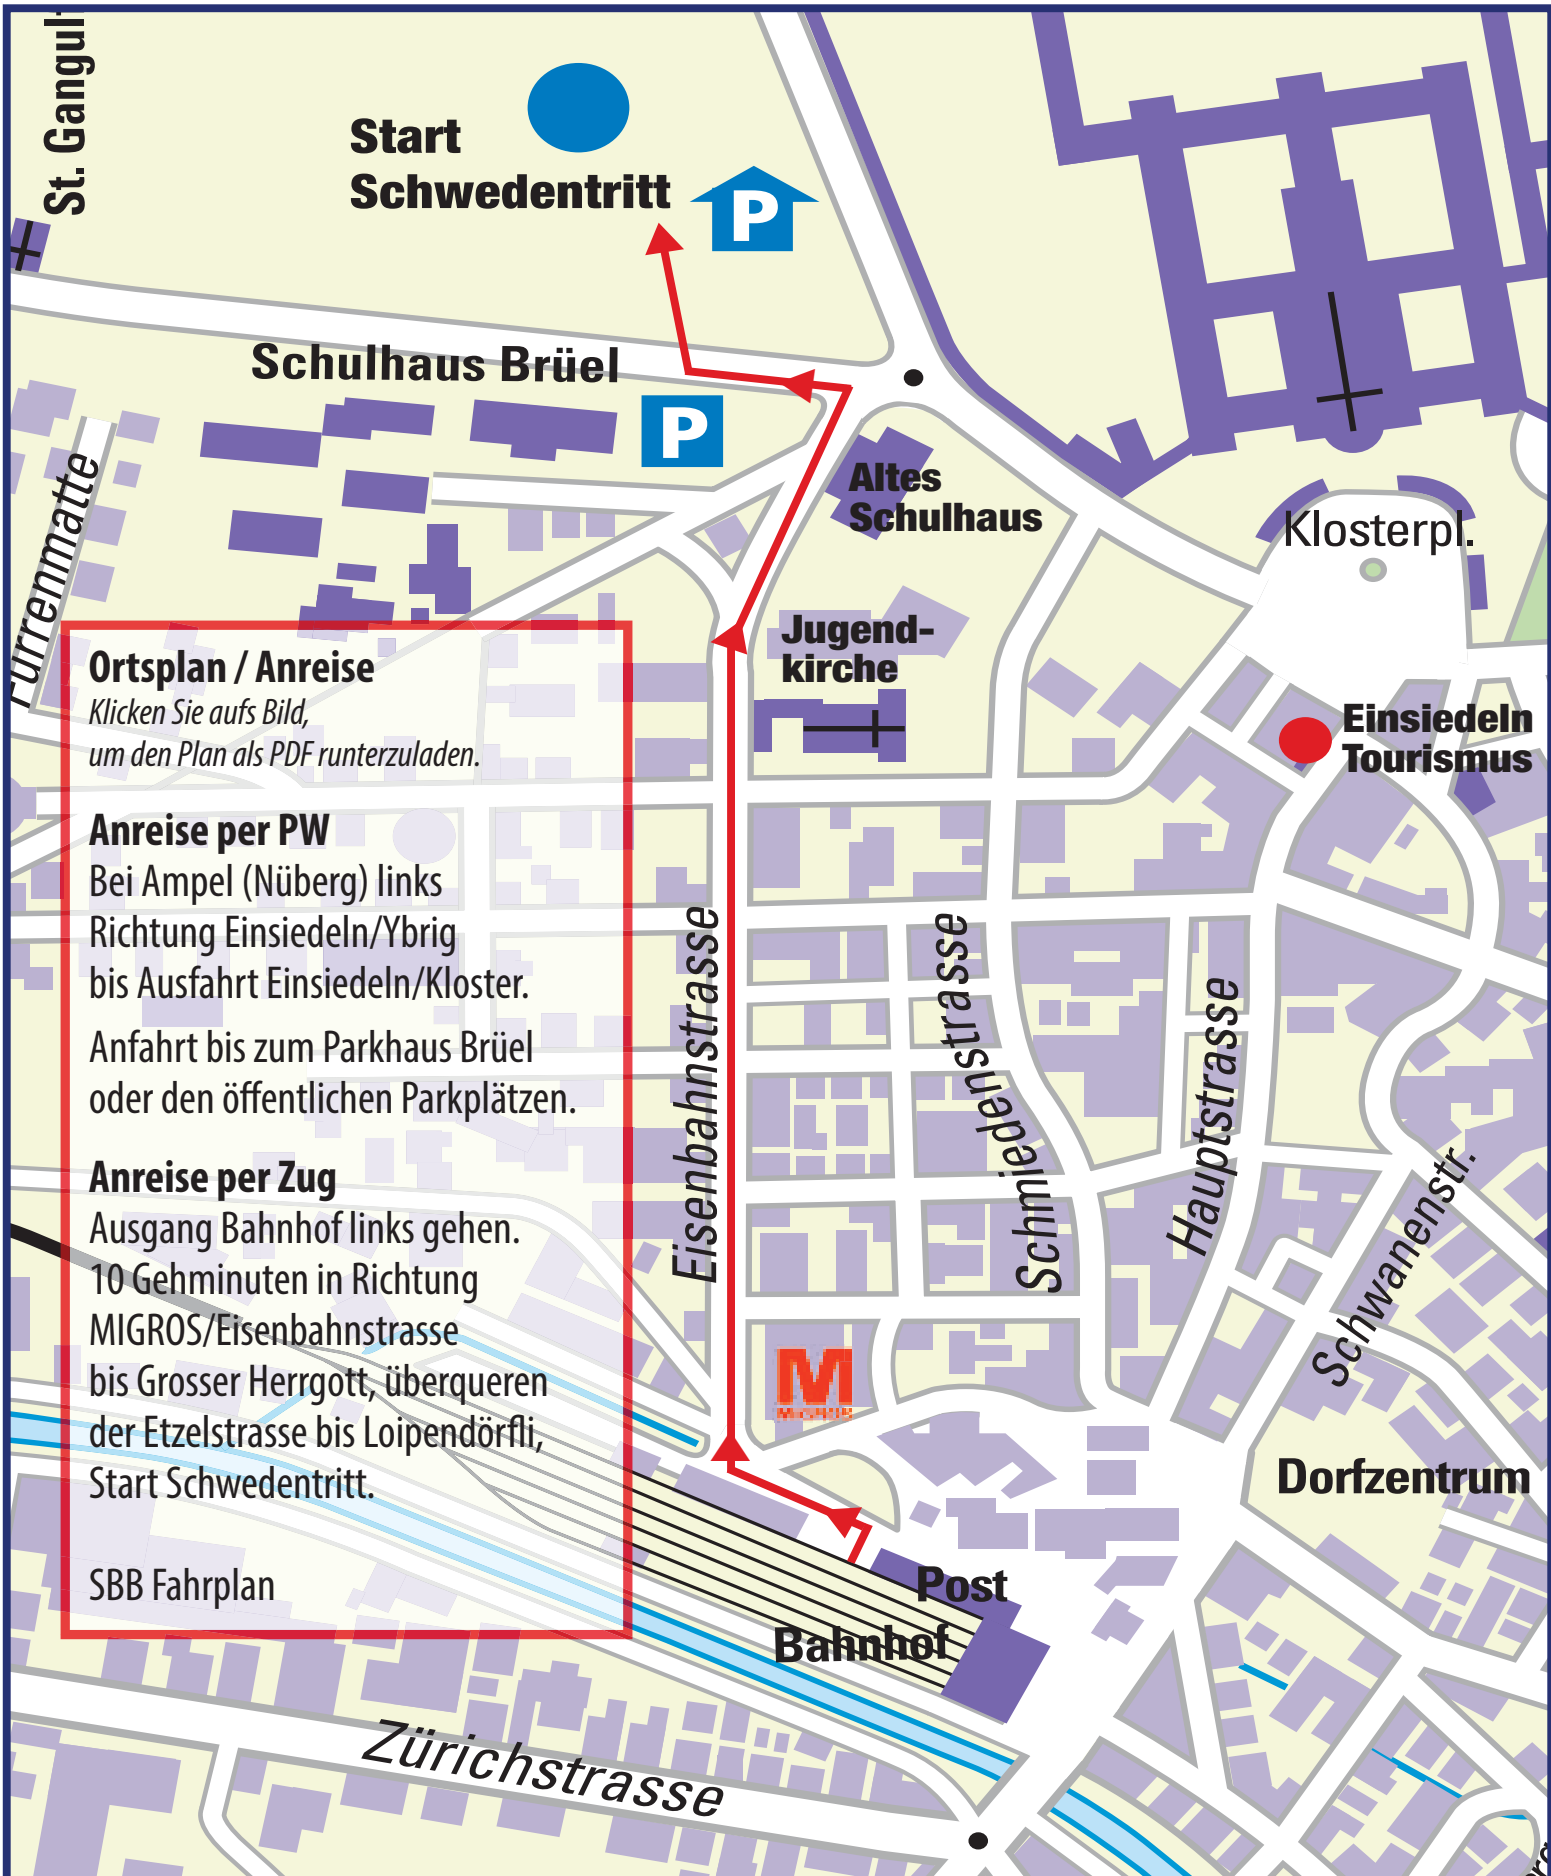 St. Gangulf
Start
Schwedentritt
P
Schulhaus Brüel
P
Furrenmatte
Altes
Schulhaus
Klosterpl.
Jugend-
kirche
Einsiedeln
Tourismus
Ortsplan / Anreise
Klicken Sie aufs Bild,
um den Plan als PDF runterzuladen.
Anreise per PW
Bei Ampel (Nüberg) links
Richtung Einsiedeln/Ybrig
bis Ausfahrt Einsiedeln/Kloster.
Anfahrt bis zum Parkhaus Brüel
oder den öffentlichen Parkplätzen.
Anreise per Zug
Ausgang Bahnhof links gehen.
10 Gehminuten in Richtung
MIGROS/Eisenbahnstrasse
bis Grosser Herrgott, überqueren
der Etzelstrasse bis Loipendörfli,
Start Schwedentritt.
SBB Fahrplan
Eisenbahnstrasse
Schmiedenstrasse
Hauptstrasse
Schwanenstr.
M
MIGROS
Dorfzentrum
Post
Bahnhof
Zürichstrasse